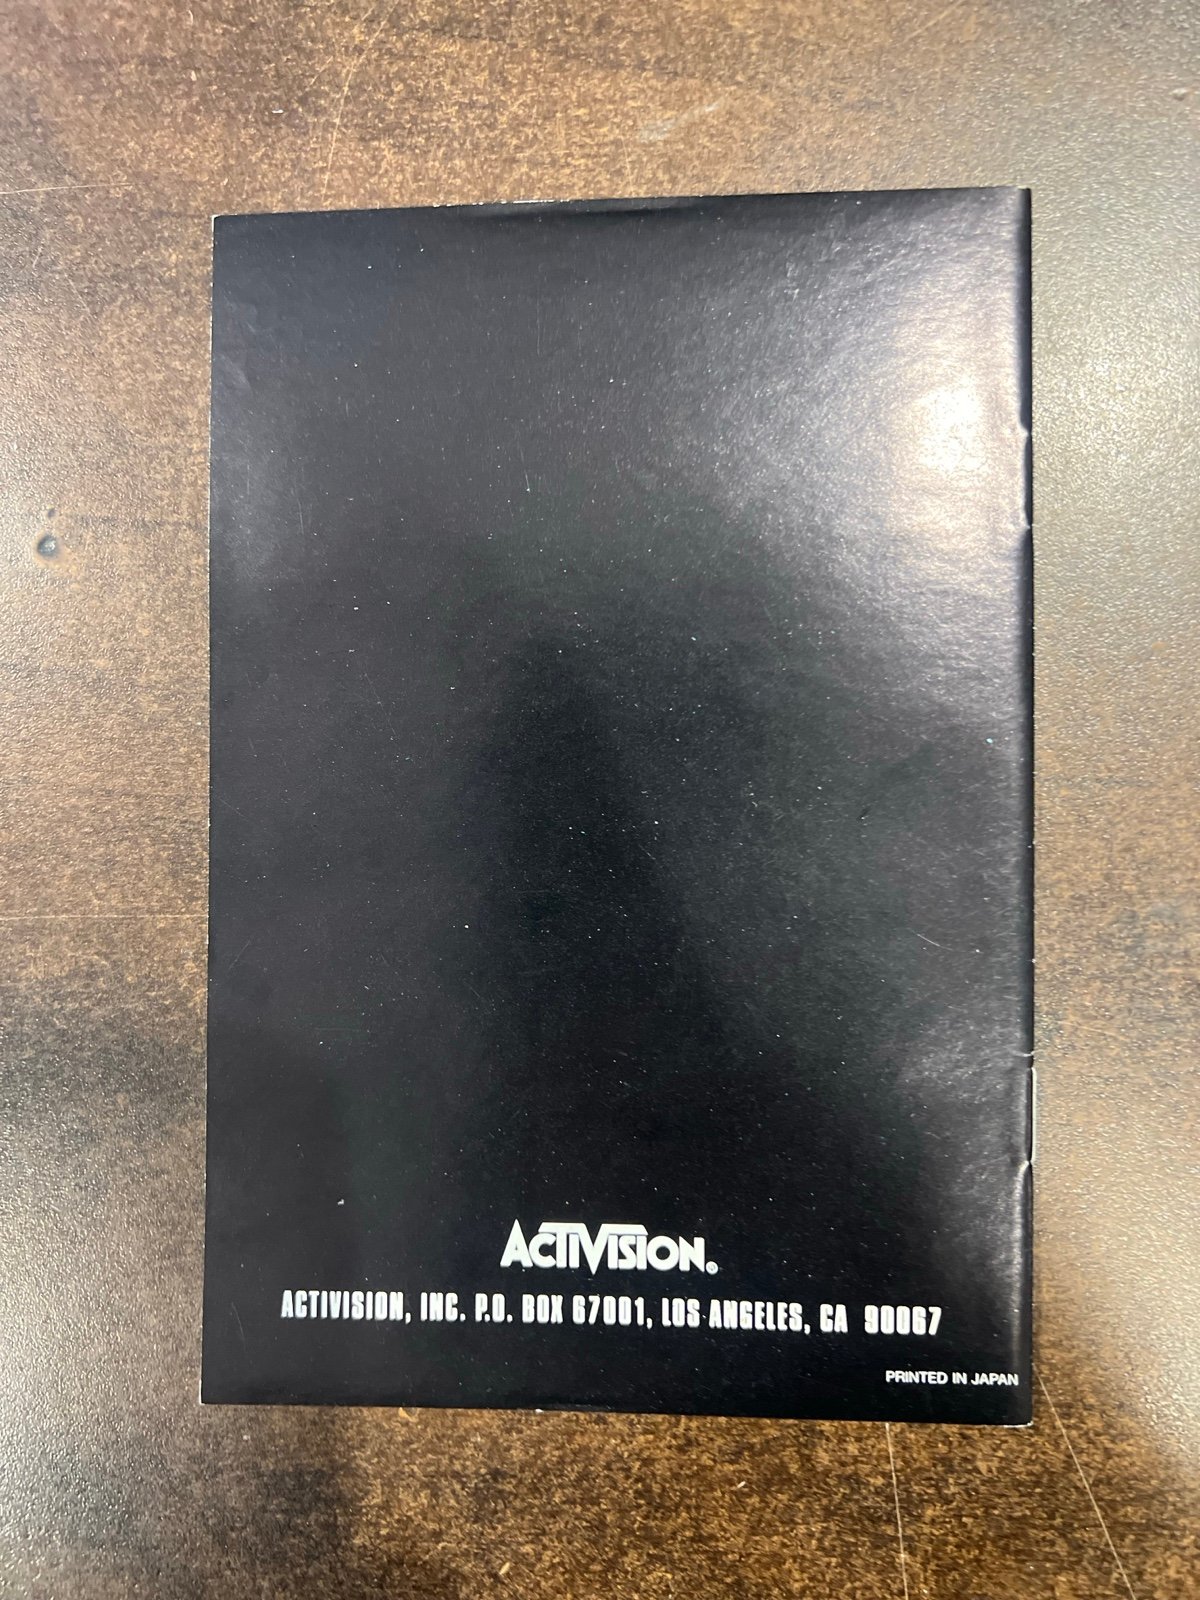 ACTIVISION®
ACTIVISION, INC. P.O. BOX 67001, LOS ANGELES, CA 90067
PRINTED IN JAPAN